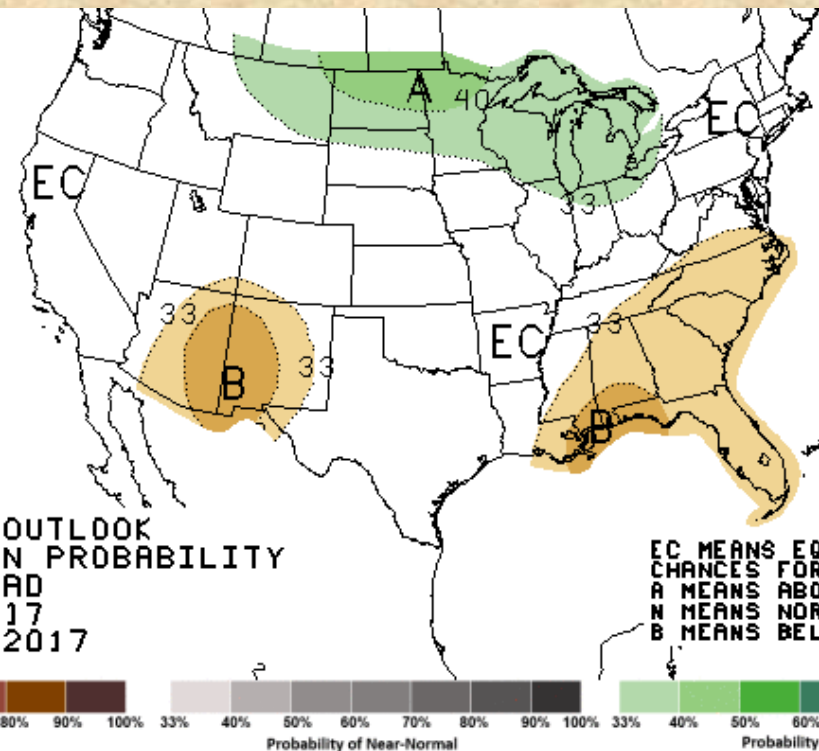 A
40
EC
EC
33
33
33
33
EC
B
B
OUTLOOK
N PROBABILITY
AD
17
2017
EC MEANS EQ
CHANCES FOR
A MEANS ABO
N MEANS NOR
B MEANS BEL
80% 90% 100% 33% 40% 50% 60% 70% 80% 90% 100% 33% 40% 50% 60%
Probability of Near-Normal
Probability